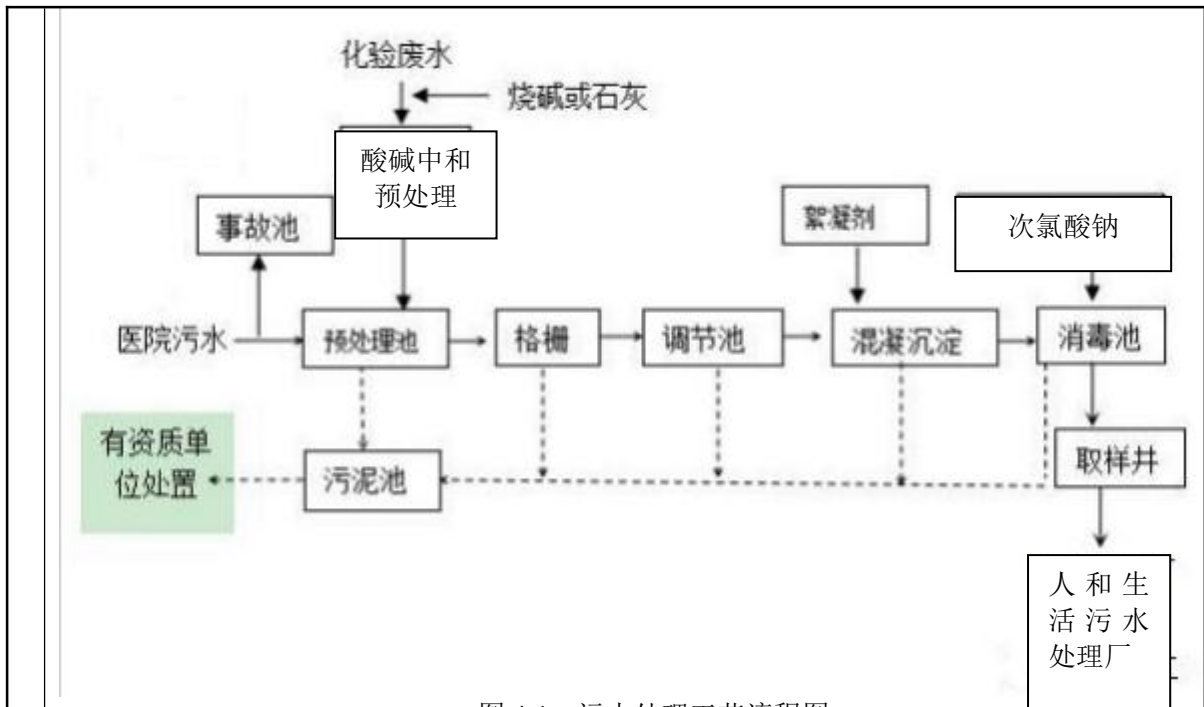 化验废水
烧碱或石灰
酸碱中和
预处理
事故池
絮凝剂
次氯酸钠
医院污水
预处理池
格栅
调节池
混凝沉淀
消毒池
有资质单
位处置
污泥池
取样井
人和生
活污水
处理厂